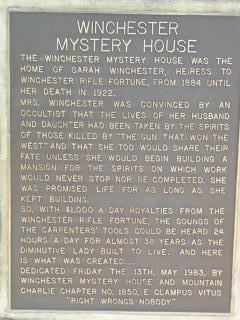 WINCHESTER
MYSTERY HOUSE
THE WINCHESTER MYSTERY HOUSE WAS THE
HOME OF SARAH WINCHESTER, HEIRESS TO
WINCHESTER RIFLE FORTUNE, FROM 1884 UNTIL
HER DEATH IN 1922.
MRS. WINCHESTER WAS CONVINCED BY AN
OCCULTIST THAT THE LIVES OF HER HUSBAND
AND DAUGHTER HAD BEEN TAKEN BY THE SPIRITS
OF THOSE KILLED BY "THE GUN THAT WON THE
WEST" AND THAT SHE TOO WOULD SHARE THEIR
FATE UNLESS SHE WOULD BEGIN BUILDING A
MANSION FOR THE SPIRITS ON WHICH WORK
WOULD NEVER STOP NOR BE COMPLETED. SHE
WAS PROMISED LIFE FOR AS LONG AS SHE
KEPT BUILDING.
SO, WITH $1,000 A DAY ROYALTIES FROM THE
WINCHESTER RIFLE FORTUNE, THE SOUNDS OF
THE CARPENTERS' TOOLS COULD BE HEARD 24
HOURS A DAY FOR ALMOST 38 YEARS AS THE
DIMINUTIVE LADY BUILT TO LIVE. AND HERE
IS WHAT WAS CREATED....
DEDICATED FRIDAY THE 13TH, MAY, 1983, BY
WINCHESTER MYSTERY HOUSE AND MOUNTAIN
CHARLIE CHAPTER NO. 1850, E CLAMPUS VITUS
"RIGHT WRONGS NOBODY"